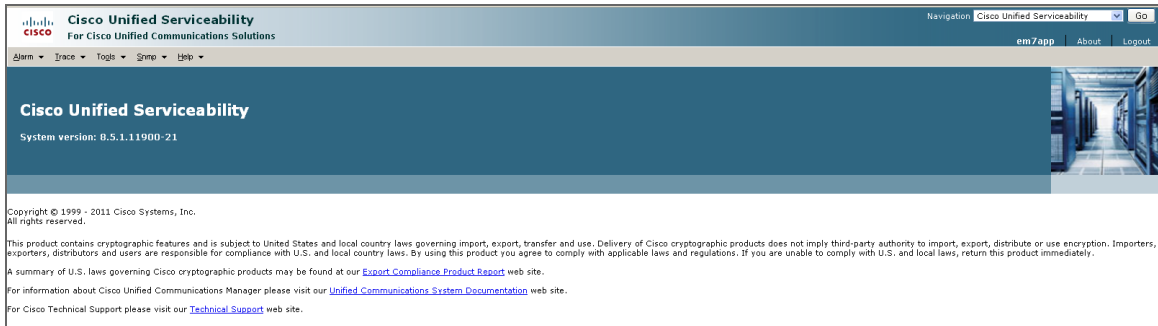 Cisco Unified Serviceability
Navigation Cisco Unified Serviceability Go
CISCO For Cisco Unified Communications Solutions
em7app About Logout
Alarm Trace Tools Snmp Help
Cisco Unified Serviceability
System version: 8.5.1.11900-21
Copyright © 1999 - 2011 Cisco Systems, Inc.
All rights reserved.
This product contains cryptographic features and is subject to United States and local country laws governing import, export, transfer and use. Delivery of Cisco cryptographic products does not imply third-party authority to import, export, distribute or use encryption. Importers,
exporters, distributors and users are responsible for compliance with U.S. and local country laws. By using this product you agree to comply with applicable laws and regulations. If you are unable to comply with U.S. and local laws, return this product immediately.
A summary of U.S. laws governing Cisco cryptographic products may be found at our Export Compliance Product Report web site.
For information about Cisco Unified Communications Manager please visit our Unified Communications System Documentation web site.
For Cisco Technical Support please visit our Technical Support web site.